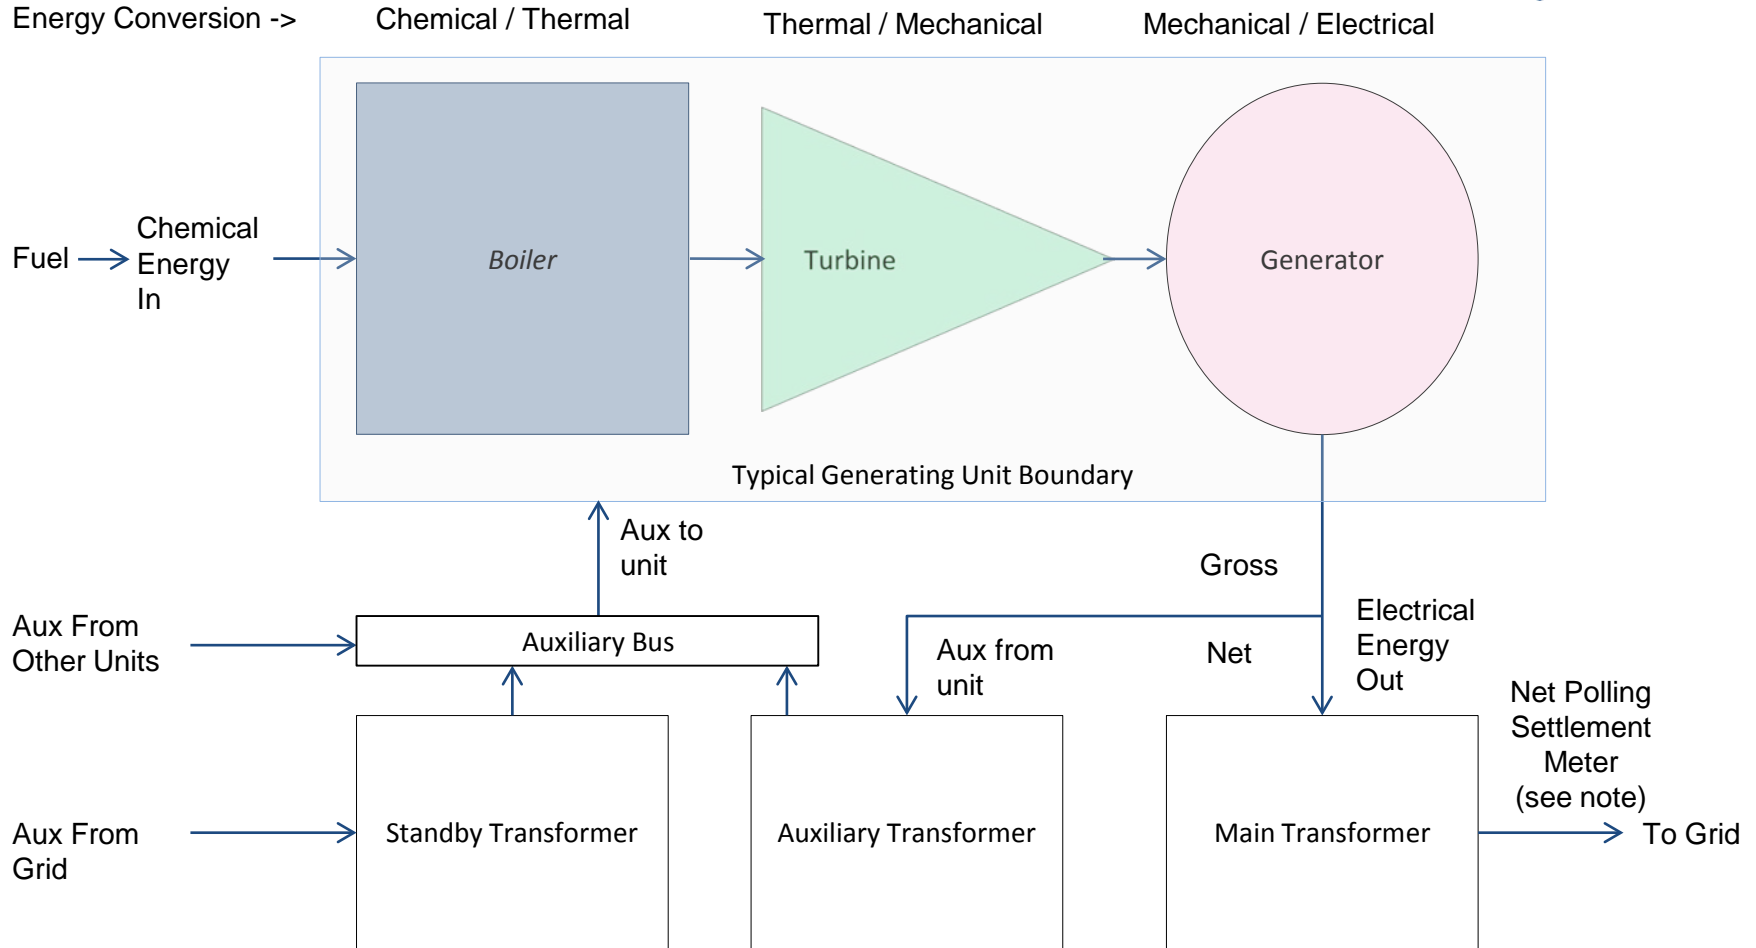 Energy Conversion ->
Chemical / Thermal
Thermal / Mechanical
Mechanical / Electrical
Fuel
Chemical
Energy
In
Boiler
Turbine
Generator
Typical Generating Unit Boundary
Aux to
unit
Gross
Aux From
Other Units
Auxiliary Bus
Aux from
unit
Net
Electrical
Energy
Out
Net Polling
Settlement
Meter
(see note)
Aux From
Grid
Standby Transformer
Auxiliary Transformer
Main Transformer
To Grid